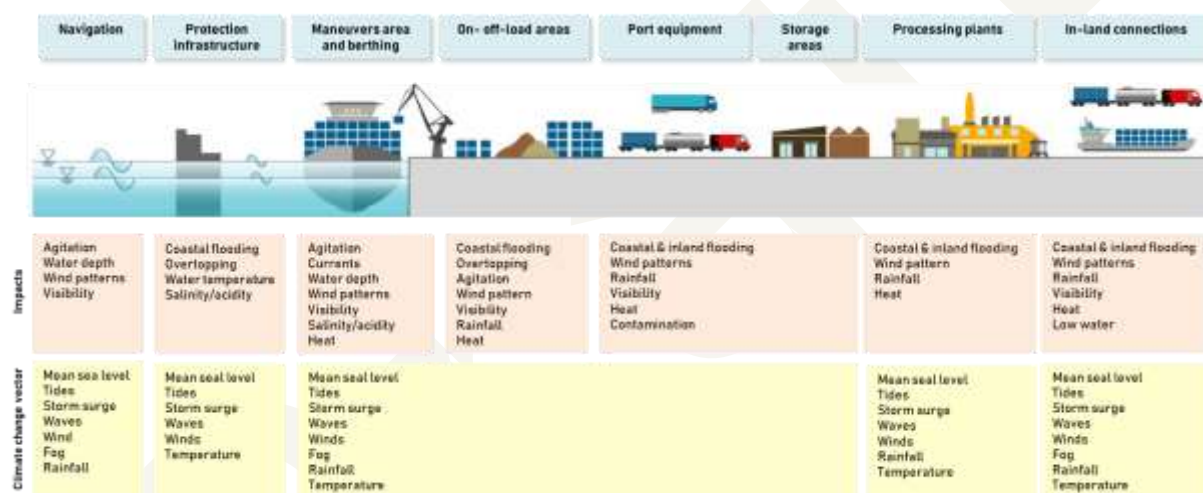 Navigation
Protection
infrastructure
Maneuvers area
and berthing
On- off-load areas
Port equipment
Storage
areas
Processing plants
In-land connections
Impacts
Agitation
Water depth
Wind patterns
Visibility
Coastal flooding
Overtopping
Water temperature
Salinity/acidity
Agitation
Currents
Water depth
Wind patterns
Visibility
Salinity/acidity
Heat
Coastal flooding
Overtopping
Agitation
Wind pattern
Visibility
Rainfall
Heat
Coastal & inland flooding
Wind patterns
Rainfall
Visibility
Heat
Contamination
Coastal & inland flooding
Wind pattern
Rainfall
Heat
Coastal & inland flooding
Wind patterns
Rainfall
Visibility
Heat
Low water
Climate change vector
Mean sea level
Tides
Storm surge
Waves
Wind
Fog
Rainfall
Mean seal level
Tides
Storm surge
Waves
Winds
Temperature
Mean seal level
Tides
Storm surge
Waves
Winds
Fog
Rainfall
Temperature
Mean seal level
Tides
Storm surge
Waves
Winds
Rainfall
Temperature
Mean seal level
Tides
Storm surge
Waves
Winds
Fog
Rainfall
Temperature